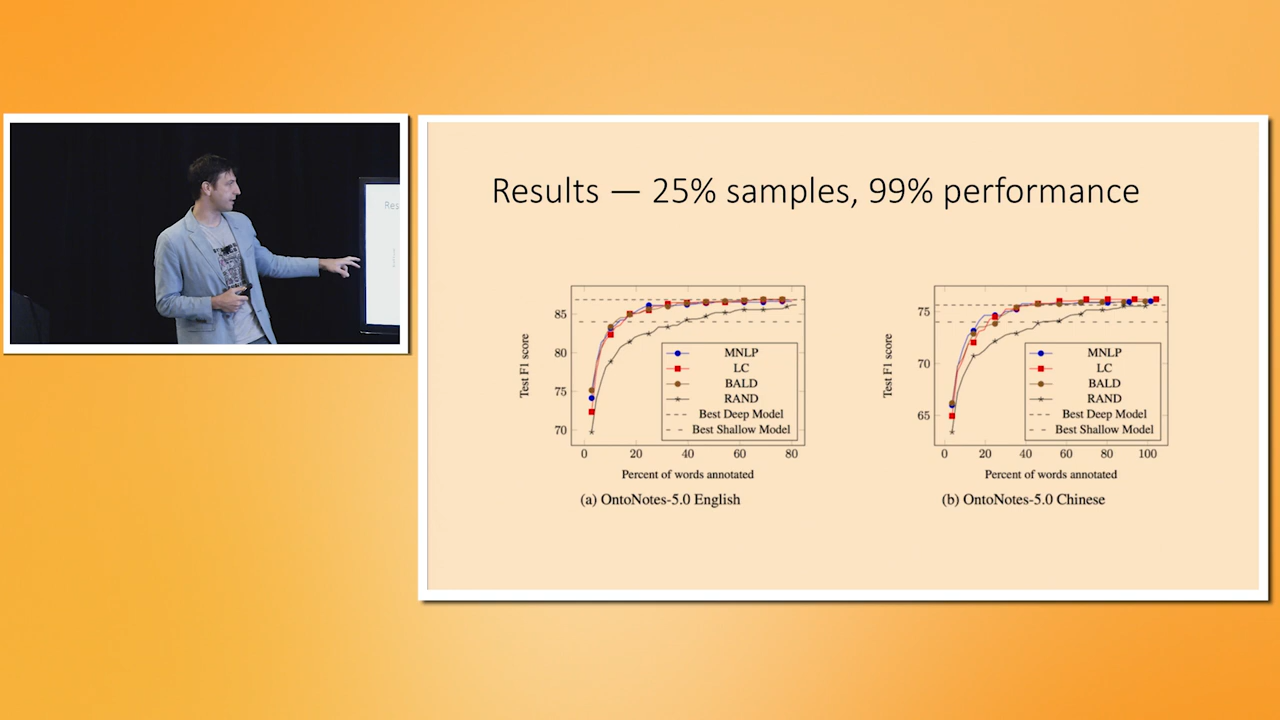 Res
Results — 25% samples, 99% performance
85
80
75
70
Test F1 score
MNLP
LC
BALD
RAND
Best Deep Model
Best Shallow Model
0 20 40 60 80
Percent of words annotated
(a) OntoNotes-5.0 English
75
70
65
Test F1 score
MNLP
LC
BALD
RAND
Best Deep Model
Best Shallow Model
0 20 40 60 80 100
Percent of words annotated
(b) OntoNotes-5.0 Chinese